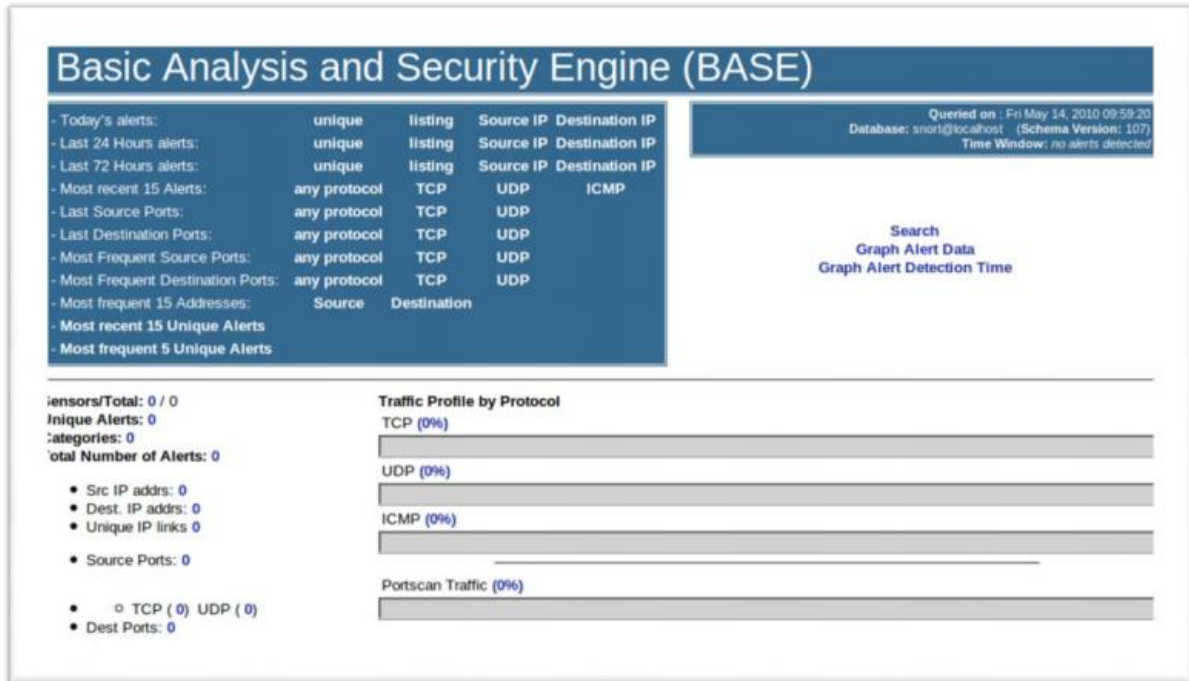 Basic Analysis and Security Engine (BASE)
- Today's alerts: unique listing Source IP Destination IP
- Last 24 Hours alerts: unique listing Source IP Destination IP
- Last 72 Hours alerts: unique listing Source IP Destination IP
- Most recent 15 Alerts: any protocol TCP UDP ICMP
- Last Source Ports: any protocol TCP UDP
- Last Destination Ports: any protocol TCP UDP
- Most Frequent Source Ports: any protocol TCP UDP
- Most Frequent Destination Ports: any protocol TCP UDP
- Most frequent 15 Addresses: Source Destination
- Most recent 15 Unique Alerts
- Most frequent 5 Unique Alerts
Queried on : Fri May 14, 2010 09:59:20
Database: snort@localhost (Schema Version: 107)
Time Window: no alerts detected
Search
Graph Alert Data
Graph Alert Detection Time
Sensors/Total: 0 / 0
Unique Alerts: 0
Categories: 0
Total Number of Alerts: 0
• Src IP addrs: 0
• Dest. IP addrs: 0
• Unique IP links 0
• Source Ports: 0
• ○ TCP ( 0) UDP ( 0)
• Dest Ports: 0
Traffic Profile by Protocol
TCP (0%)
UDP (0%)
ICMP (0%)
Portscan Traffic (0%)